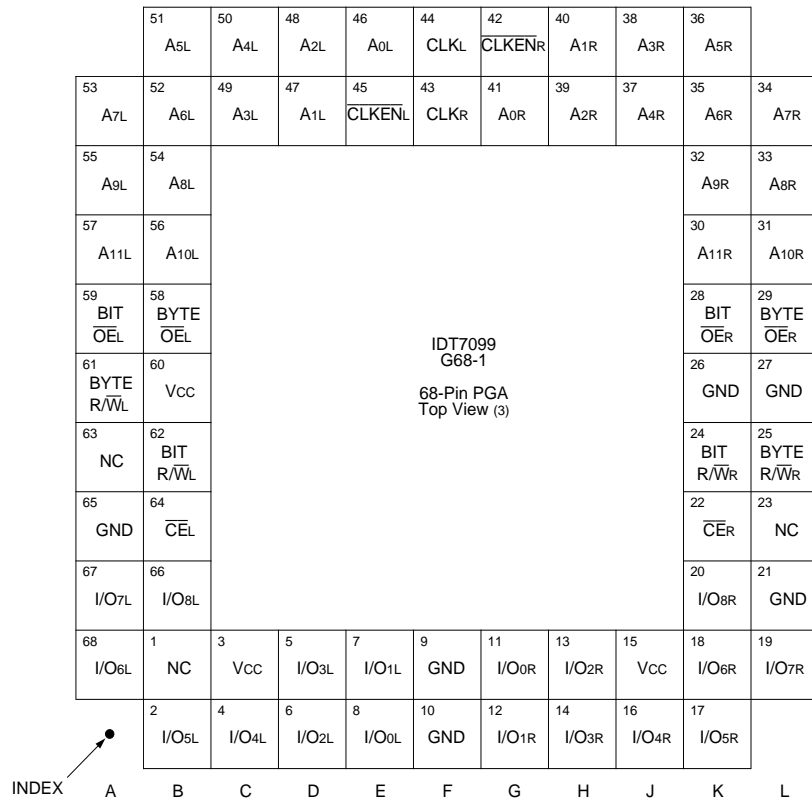 51 50 48 46 44 42 40 38 36
A5L A4L A2L A0L CLKL CLKENR A1R A3R A5R
53 52 49 47 45 43 41 39 37 35 34
A7L A6L A3L A1L CLKENL CLKR A0R A2R A4R A6R A7R
55 54 32 33
A9L A8L A9R A8R
57 56 30 31
A11L A10L A11R A10R
59 58 28 29
BIT BYTE BIT BYTE
OEL OEL OER OER
IDT7099
G68-1
68-Pin PGA
Top View (3)
61 60 26 27
BYTE VCC GND GND
R/WL
63 62 24 25
NC BIT BIT BYTE
R/WL R/WR R/WR
65 64 22 23
GND CEL CER NC
67 66 20 21
I/O7L I/O8L I/O8R GND
68 1 3 5 7 9 11 13 15 18 19
I/O6L NC VCC I/O3L I/O1L GND I/O0R I/O2R VCC I/O6R I/O7R
2 4 6 8 10 12 14 16 17
I/O5L I/O4L I/O2L I/O0L GND I/O1R I/O3R I/O4R I/O5R
INDEX
A B C D E F G H J K L